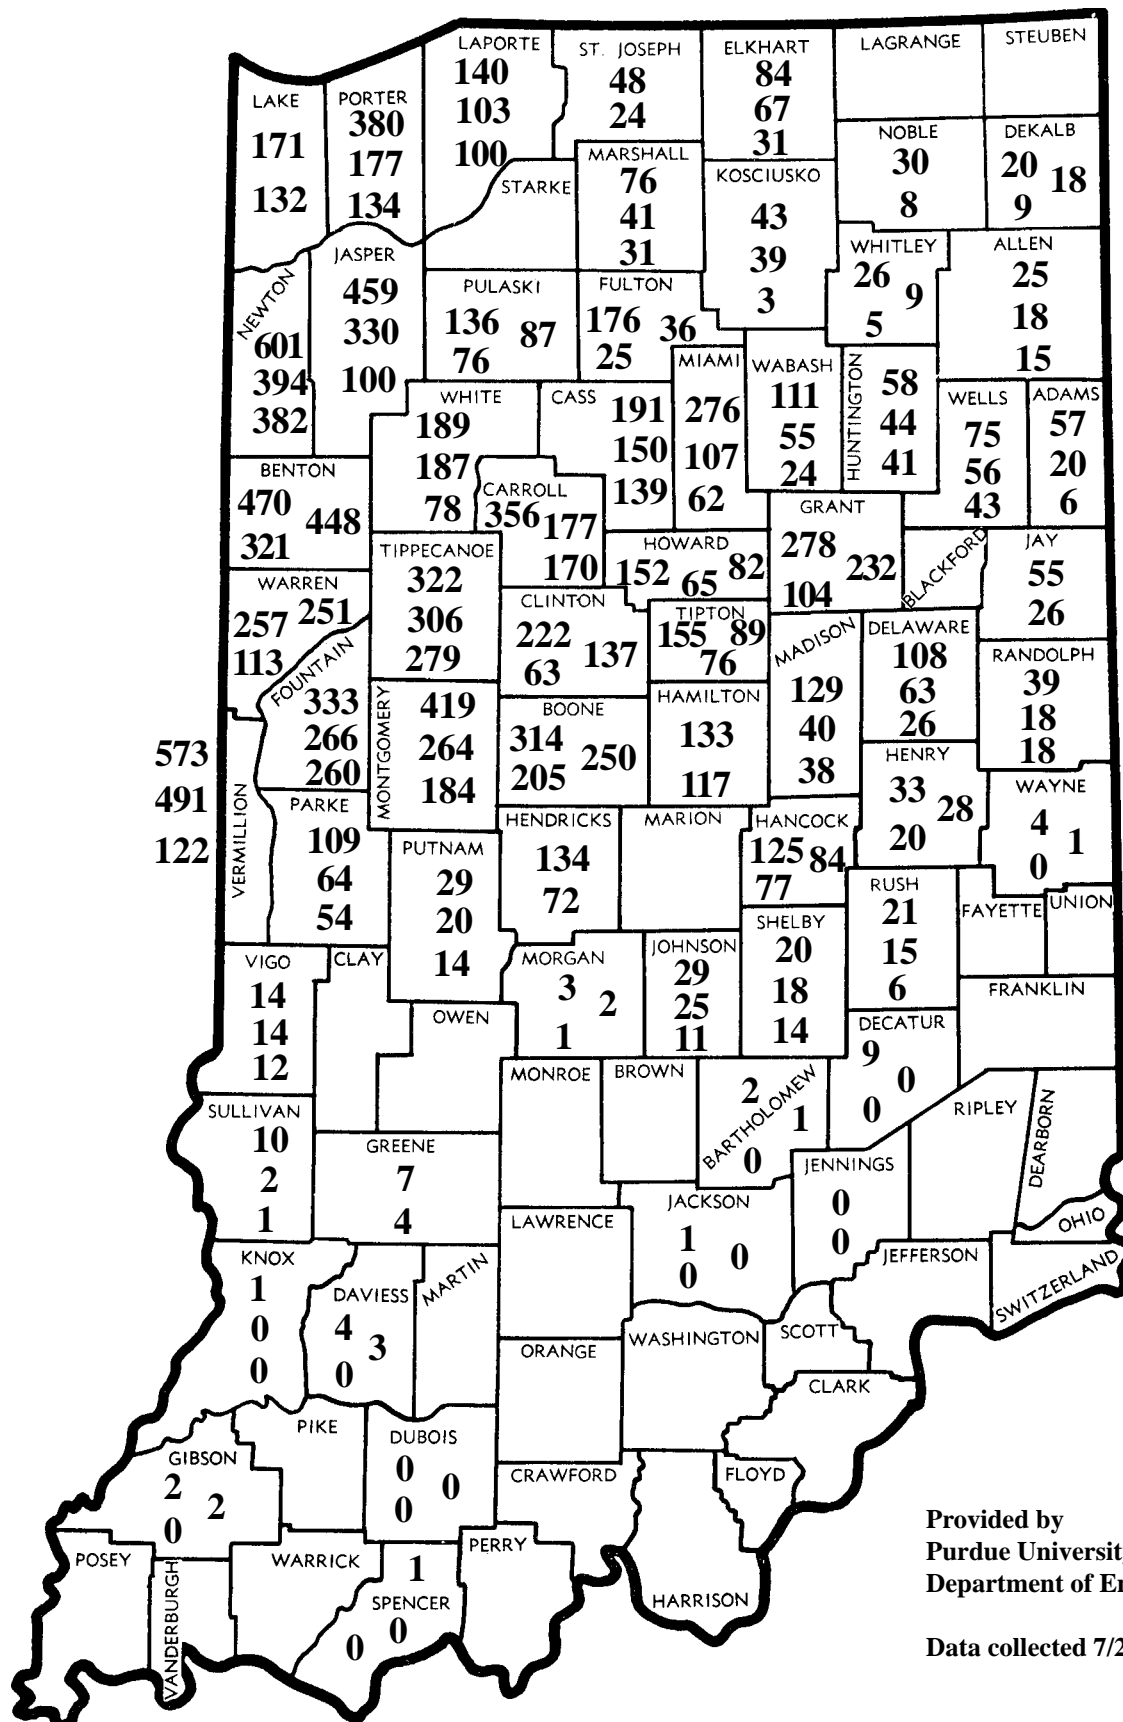 LAPORTE
140
103
100
ST. JOSEPH
48
24
ELKHART
84
67
31
LAGRANGE
STEUBEN
LAKE
171
132
PORTER
380
177
134
NOBLE
30
8
DEKALB
20 18
9
MARSHALL
76
41
31
STARKE
KOSCIUSKO
43
39
3
WHITLEY
26 9
5
ALLEN
25
18
15
NEWTON
601
394
382
JASPER
459
330
100
PULASKI
136 87
76
FULTON
176 36
25
MIAMI
276
107
62
WABASH
111
55
24
HUNTINGTON
58
44
41
WELLS
75
56
43
ADAMS
57
20
6
WHITE
189
187
78
CASS
191
150
139
BENTON
470 448
321
CARROLL
356 177
170
GRANT
278 232
104
BLACKFORD
JAY
55
26
TIPPECANOE
322
306
279
HOWARD
152 65 82
WARREN
257 251
113
CLINTON
222 137
63
TIPTON
155 89
76
MADISON
129
40
38
DELAWARE
108
63
26
RANDOLPH
39
18
18
FOUNTAIN
333
266
260
MONTGOMERY
419
264
184
BOONE
314 250
205
HAMILTON
133
117
HENRY
33 28
20
WAYNE
4 1
0
573
491
122
VERMILLION
PARKE
109
64
54
PUTNAM
29
20
14
HENDRICKS
134
72
MARION
HANCOCK
125 84
77
RUSH
21
15
6
FAYETTE
UNION
VIGO
14
14
12
CLAY
OWEN
MORGAN
3 2
1
JOHNSON
29
25
11
SHELBY
20
18
14
DECATUR
9 0
0
FRANKLIN
MONROE
BROWN
BARTHOLOMEW
2 1
0
RIPLEY
DEARBORN
SULLIVAN
10
2
1
GREENE
7
4
JENNINGS
0
0
JACKSON
1 0
0
LAWRENCE
OHIO
JEFFERSON
SWITZERLAND
KNOX
1
0
0
DAVIESS
4 3
0
MARTIN
ORANGE
WASHINGTON
SCOTT
CLARK
PIKE
DUBOIS
0 0
0
GIBSON
2 2
0
CRAWFORD
FLOYD
POSEY
VANDERBURGH
WARRICK
1
SPENCER
0 0
PERRY
HARRISON
Provided by
Purdue University
Department of
Data collected